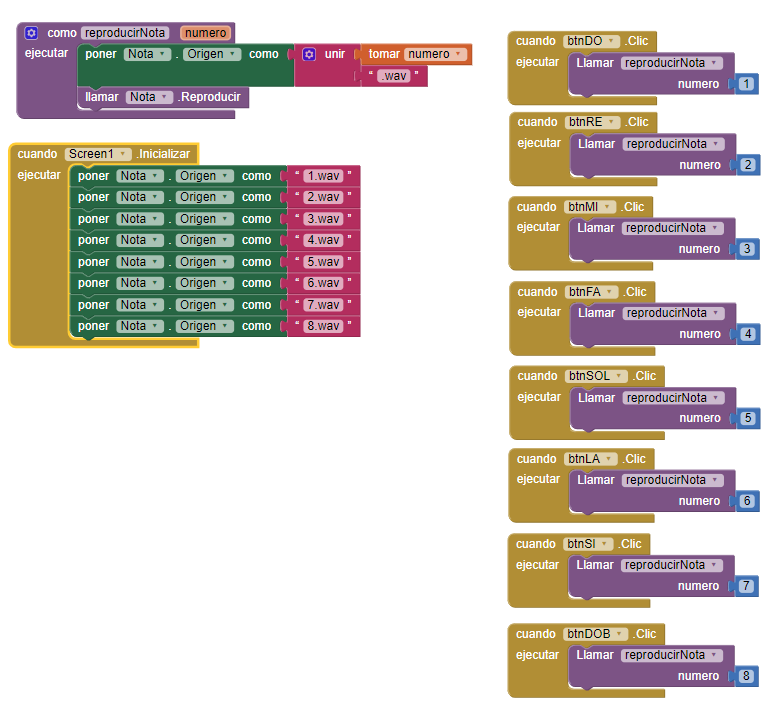 como reproducirNota numero
ejecutar poner Nota . Origen como unir tomar numero
" .wav "
llamar Nota .Reproducir
cuando Screen1 .Inicializar
ejecutar poner Nota . Origen como " 1.wav "
poner Nota . Origen como " 2.wav "
poner Nota . Origen como " 3.wav "
poner Nota . Origen como " 4.wav "
poner Nota . Origen como " 5.wav "
poner Nota . Origen como " 6.wav "
poner Nota . Origen como " 7.wav "
poner Nota . Origen como " 8.wav "
cuando btnDO .Clic
ejecutar Llamar reproducirNota
numero 1
cuando btnRE .Clic
ejecutar Llamar reproducirNota
numero 2
cuando btnMI .Clic
ejecutar Llamar reproducirNota
numero 3
cuando btnFA .Clic
ejecutar Llamar reproducirNota
numero 4
cuando btnSOL .Clic
ejecutar Llamar reproducirNota
numero 5
cuando btnLA .Clic
ejecutar Llamar reproducirNota
numero 6
cuando btnSI .Clic
ejecutar Llamar reproducirNota
numero 7
cuando btnDOB .Clic
ejecutar Llamar reproducirNota
numero 8